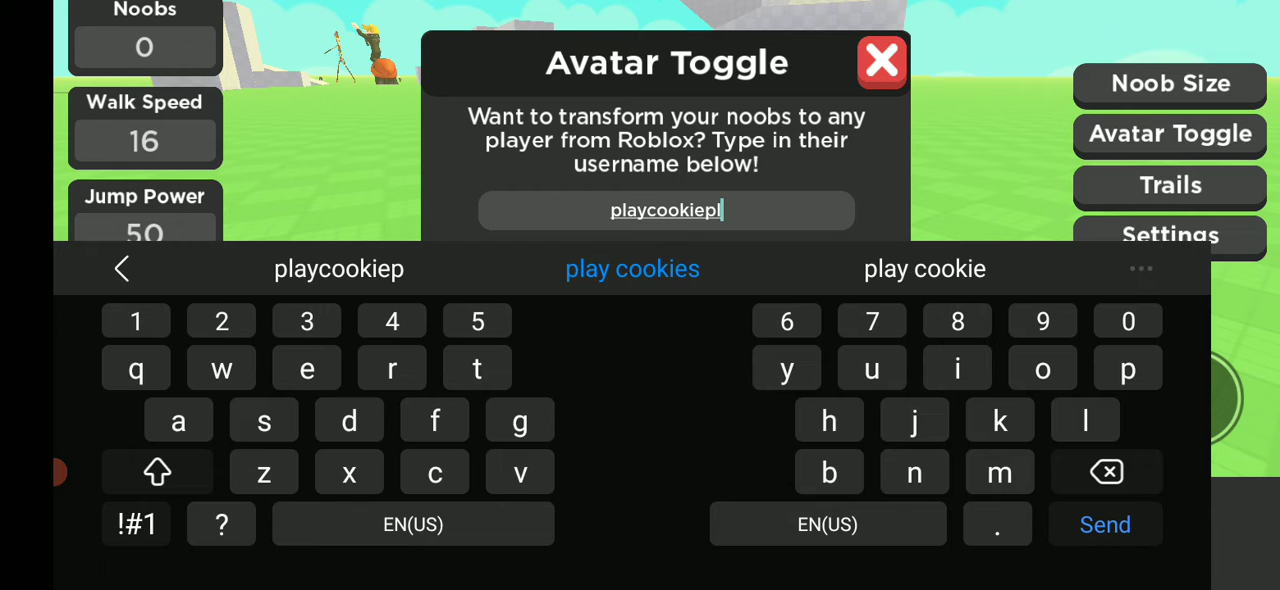 Noobs
0
Walk Speed
16
Jump Power
50
Avatar Toggle
Want to transform your noobs to any
player from Roblox? Type in their
username below!
playcookiepl
Noob Size
Avatar Toggle
Trails
Settings
playcookiep play cookies play cookie
1 2 3 4 5 6 7 8 9 0
q w e r t y u i o p
a s d f g h j k l
z x c v b n m
!#1 ? EN(US) EN(US) . Send